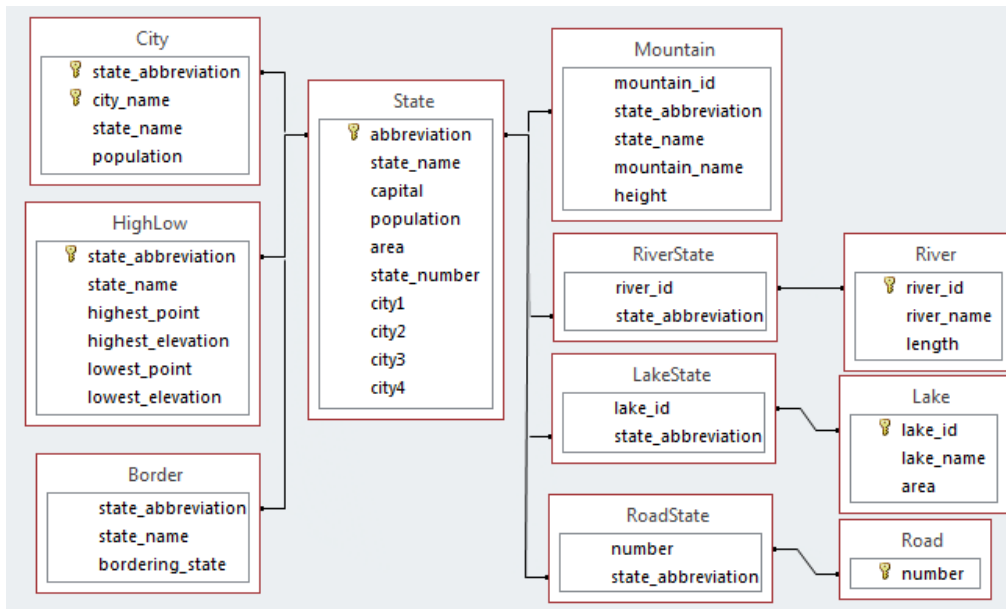 City
state_abbreviation
city_name
state_name
population
HighLow
state_abbreviation
state_name
highest_point
highest_elevation
lowest_point
lowest_elevation
Border
state_abbreviation
state_name
bordering_state
State
abbreviation
state_name
capital
population
area
state_number
city1
city2
city3
city4
Mountain
mountain_id
state_abbreviation
state_name
mountain_name
height
RiverState
river_id
state_abbreviation
River
river_id
river_name
length
LakeState
lake_id
state_abbreviation
Lake
lake_id
lake_name
area
RoadState
number
state_abbreviation
Road
number